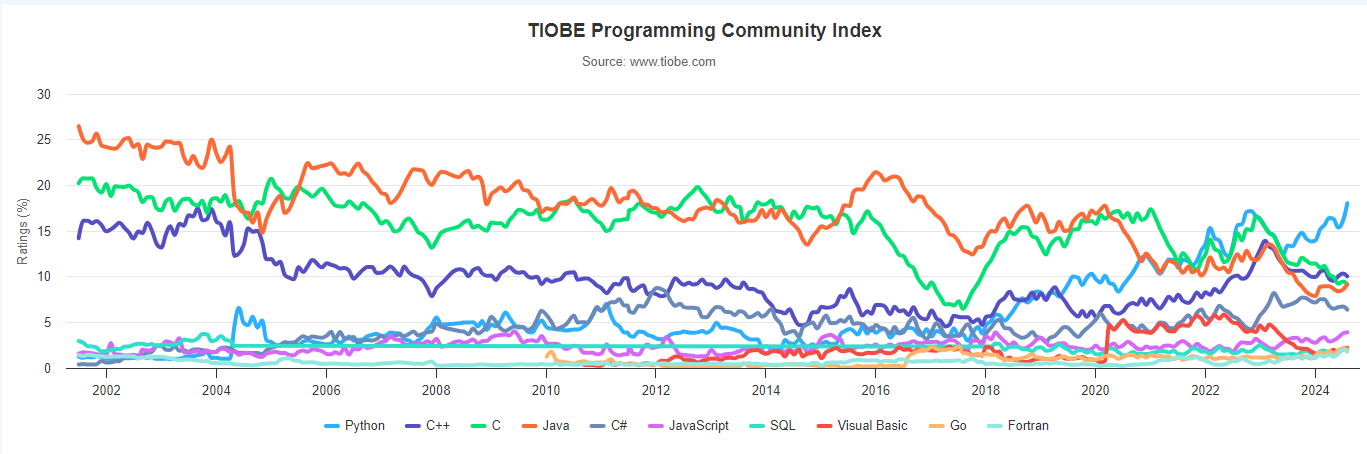 TIOBE Programming Community Index
Source: www.tiobe.com
Ratings (%)
30
25
20
15
10
5
0
2002 2004 2006 2008 2010 2012 2014 2016 2018 2020 2022 2024
Python C++ C Java C# JavaScript SQL Visual Basic Go Fortran